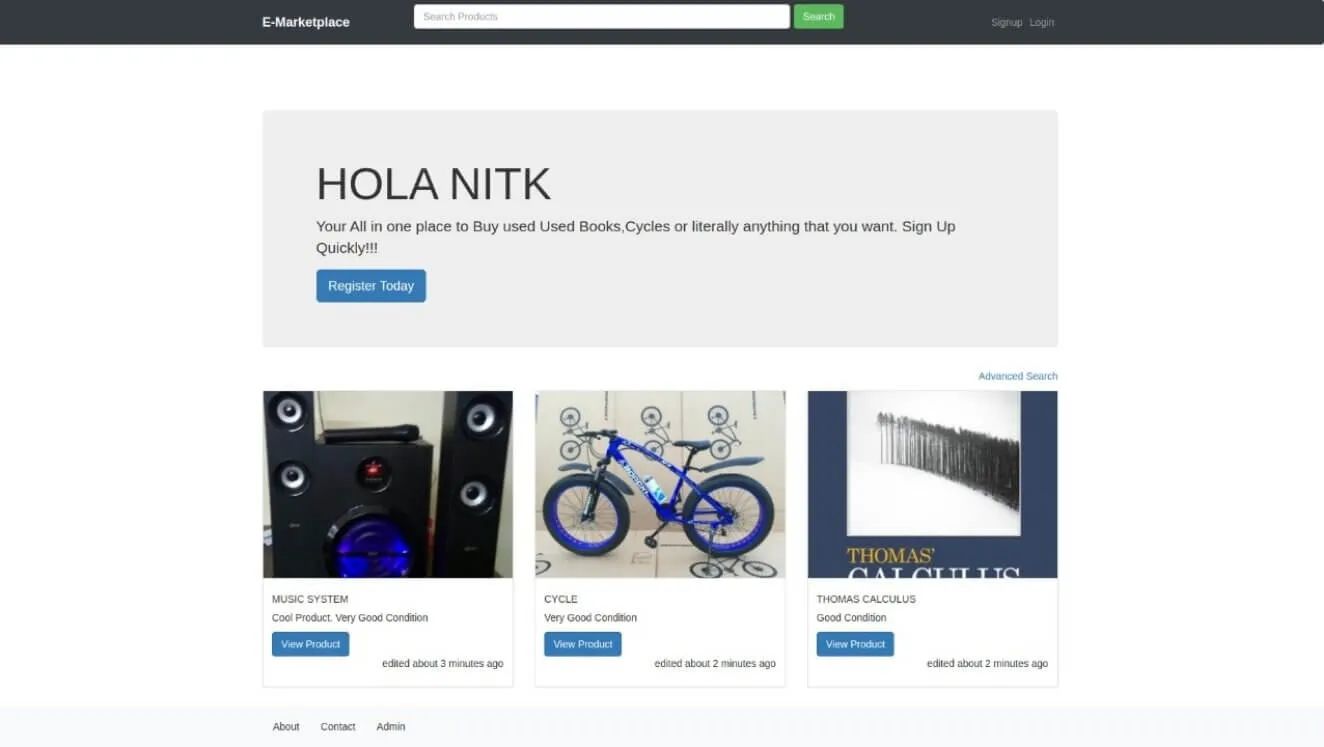 E-Marketplace
Search Products
Search
Signup Login
HOLA NITK
Your All in one place to Buy used Used Books,Cycles or literally anything that you want. Sign Up
Quickly!!!
Register Today
Advanced Search
THOMAS'
CALCULUS
MUSIC SYSTEM
Cool Product. Very Good Condition
View Product
edited about 3 minutes ago
CYCLE
Very Good Condition
View Product
edited about 2 minutes ago
THOMAS CALCULUS
Good Condition
View Product
edited about 2 minutes ago
About Contact Admin